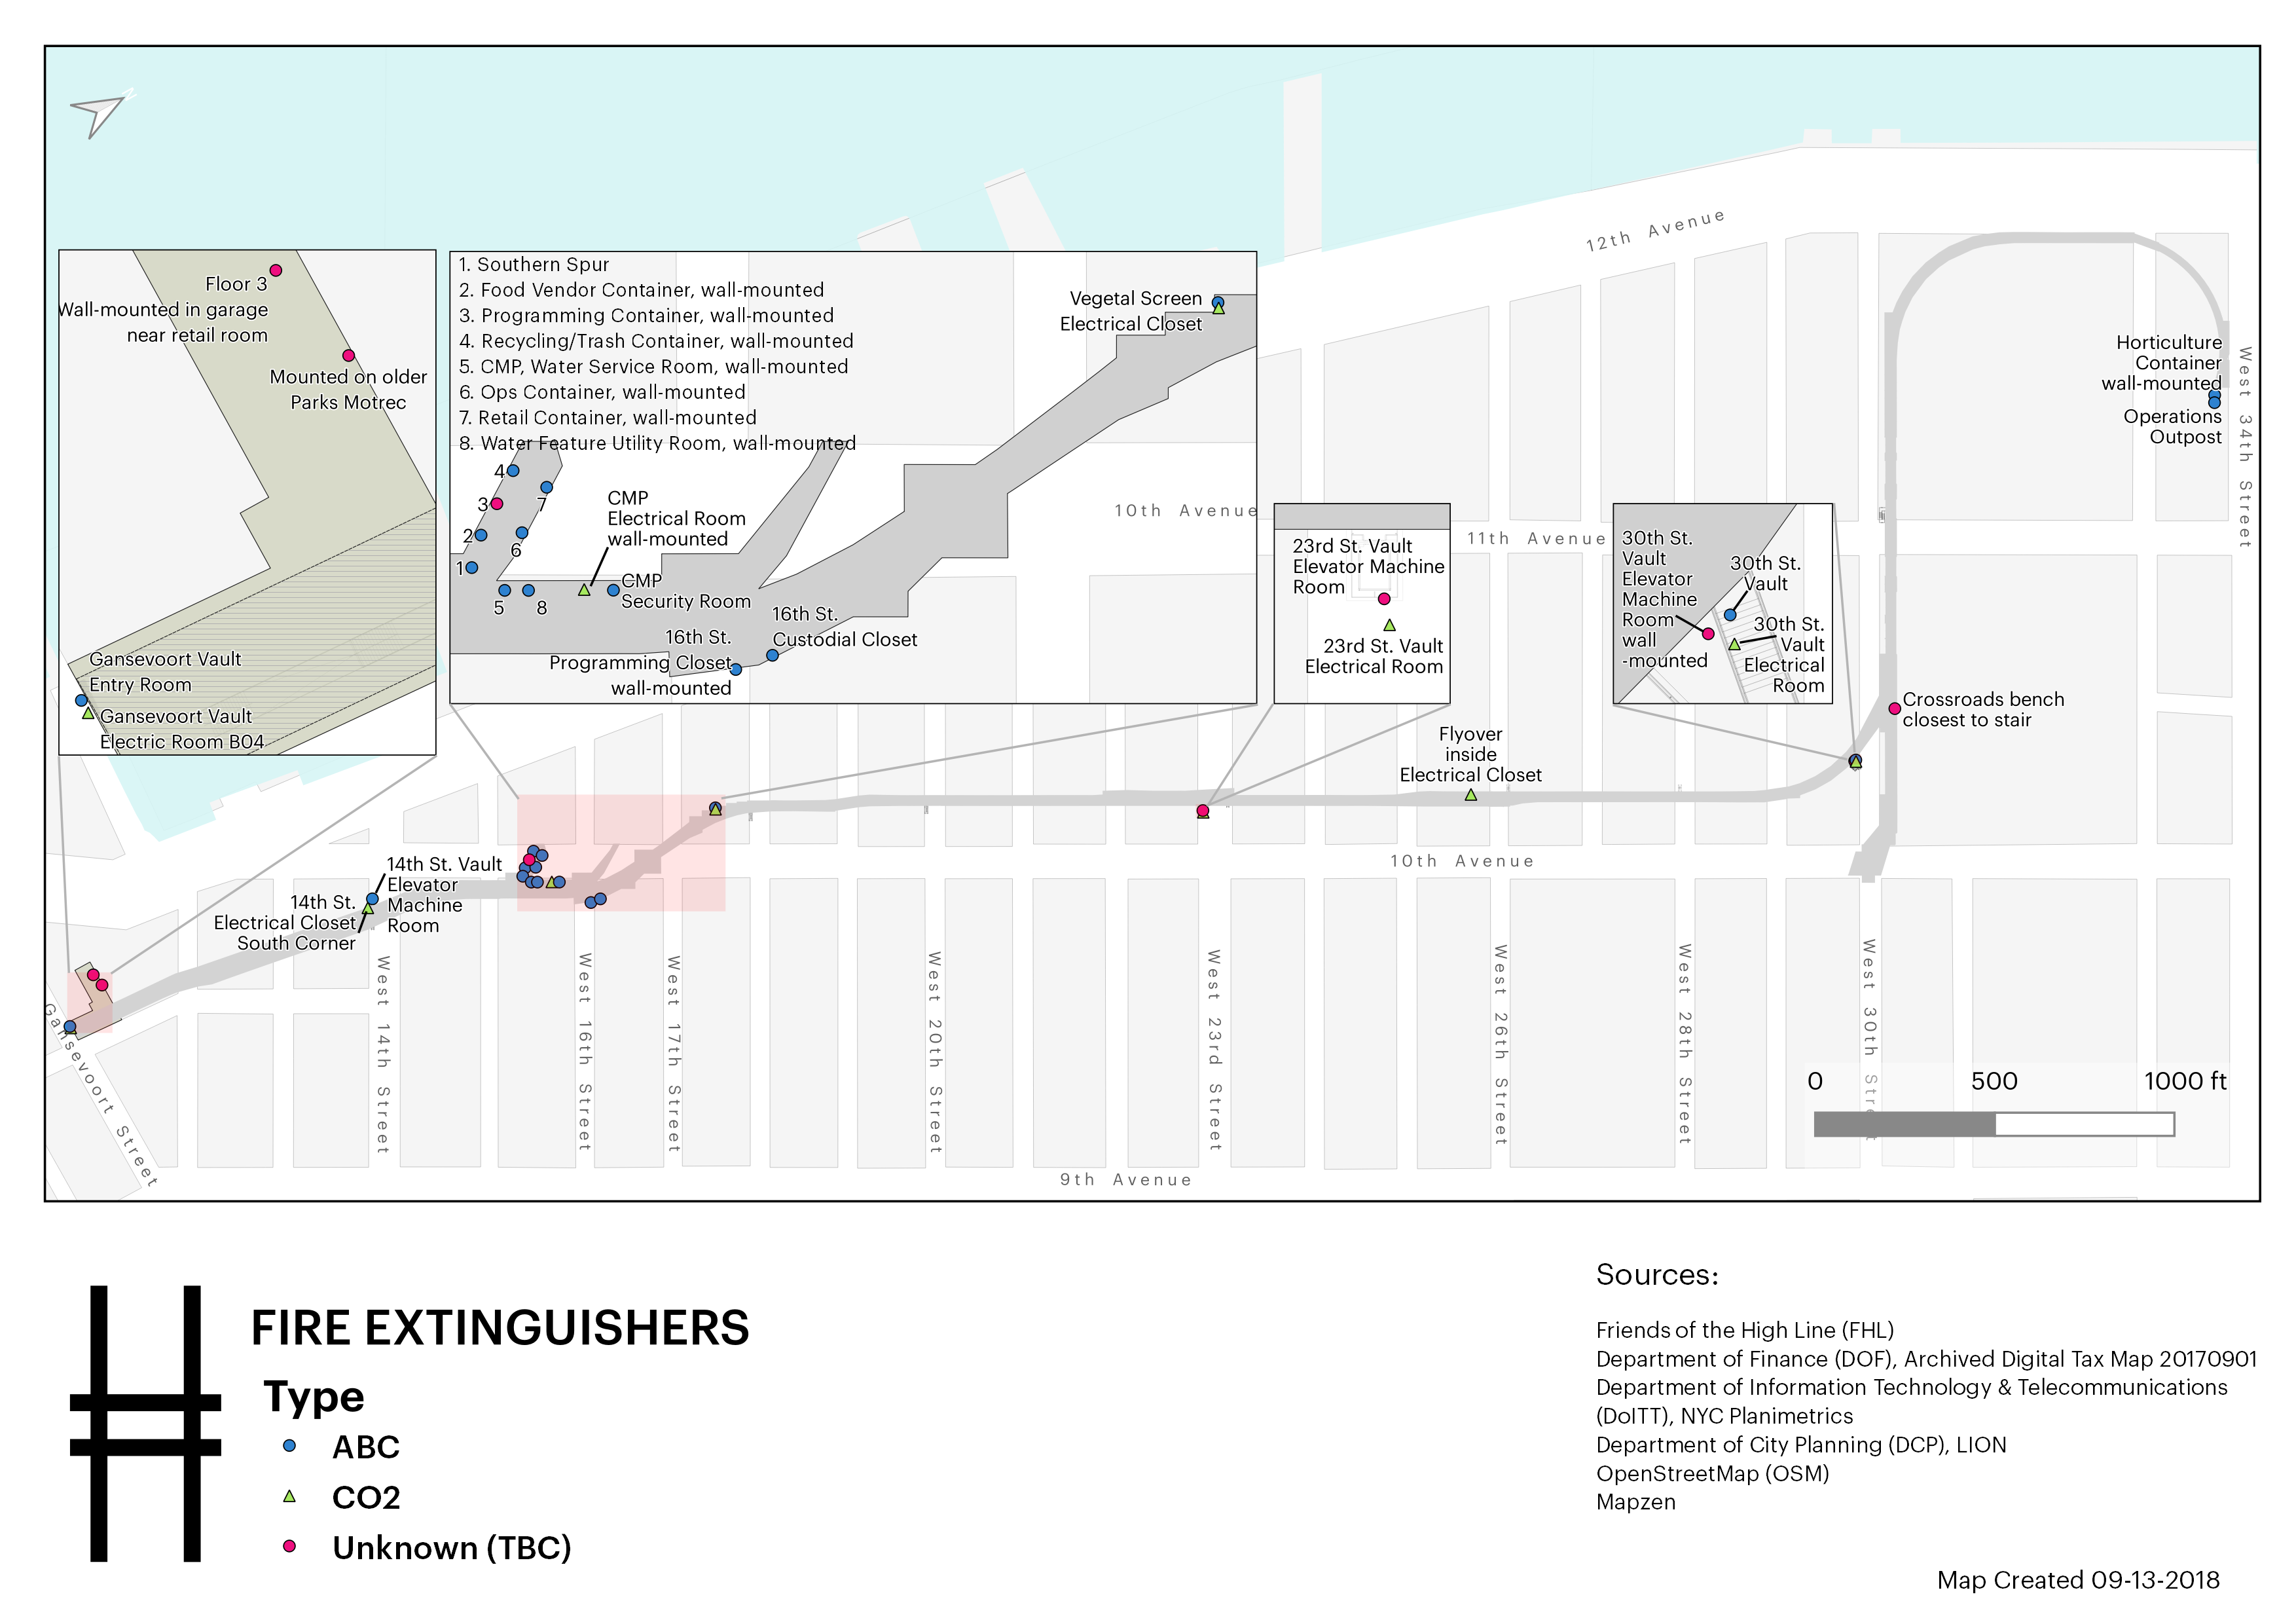 N
12th Avenue
Floor 3
Wall-mounted in garage
near retail room
Mounted on older
Parks Motrec
Gansevoort Vault
Entry Room
Gansevoort Vault
Electric Room B04
1. Southern Spur
2. Food Vendor Container, wall-mounted
3. Programming Container, wall-mounted
4. Recycling/Trash Container, wall-mounted
5. CMP, Water Service Room, wall-mounted
6. Ops Container, wall-mounted
7. Retail Container, wall-mounted
8. Water Feature Utility Room, wall-mounted
4
3
7
2
6
1
5
8
CMP
Electrical Room
wall-mounted
CMP
Security Room
16th St.
Custodial Closet
16th St.
Programming Closet
wall-mounted
Vegetal Screen
Electrical Closet
10th Avenue
23rd St. Vault
Elevator Machine
Room
23rd St. Vault
Electrical Room
11th Avenue
30th St.
Vault
Elevator
Machine
Room
wall
-mounted
30th St.
Vault
30th St.
Vault
Electrical
Room
Horticulture
Container
wall-mounted
Operations
Outpost
West 34th Street
Crossroads bench
closest to stair
Flyover
inside
Electrical Closet
10th Avenue
14th St. Vault
Elevator
Machine
Room
14th St.
Electrical Closet
South Corner
Gansevoort Street
West 14th Street
West 16th Street
West 17th Street
West 20th Street
West 23rd Street
West 26th Street
West 28th Street
West 30th Street
9th Avenue
0 500 1000 ft
FIRE EXTINGUISHERS
Type
ABC
CO2
Unknown (TBC)
Sources:
Friends of the High Line (FHL)
Department of Finance (DOF), Archived Digital Tax Map 20170901
Department of Information Technology & Telecommunications
(DoITT), NYC Planimetrics
Department of City Planning (DCP), LION
OpenStreetMap (OSM)
Mapzen
Map Created 09-13-2018